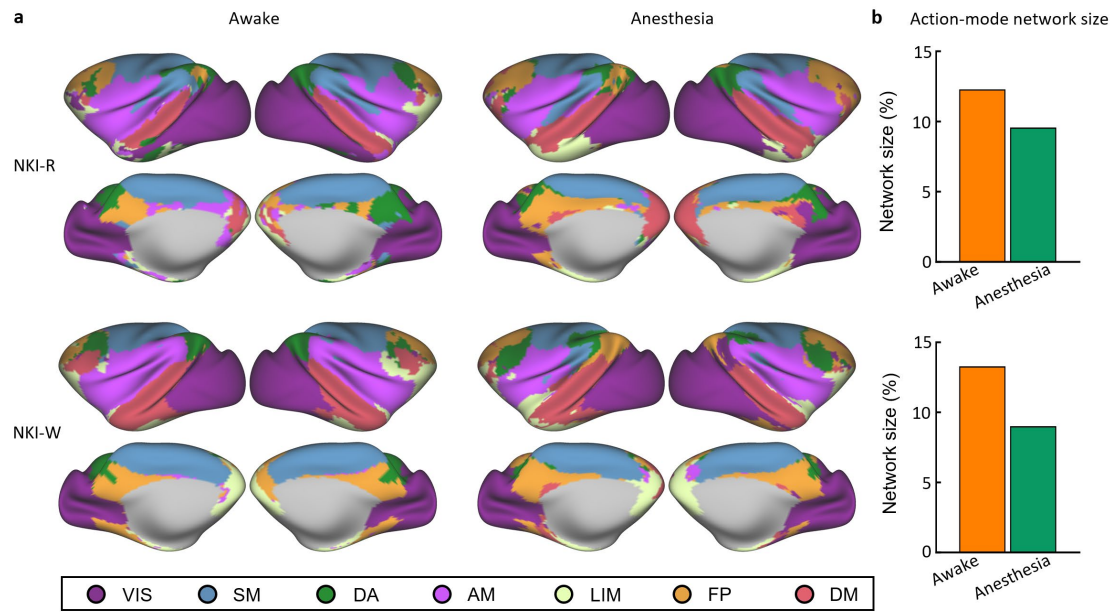 a
Awake
Anesthesia
b
Action-mode network size
NKI-R
NKI-W
Network size (%)
15
10
5
0
Awake
Anesthesia
Network size (%)
15
10
5
0
Awake
Anesthesia
VIS SM DA AM LIM FP DM